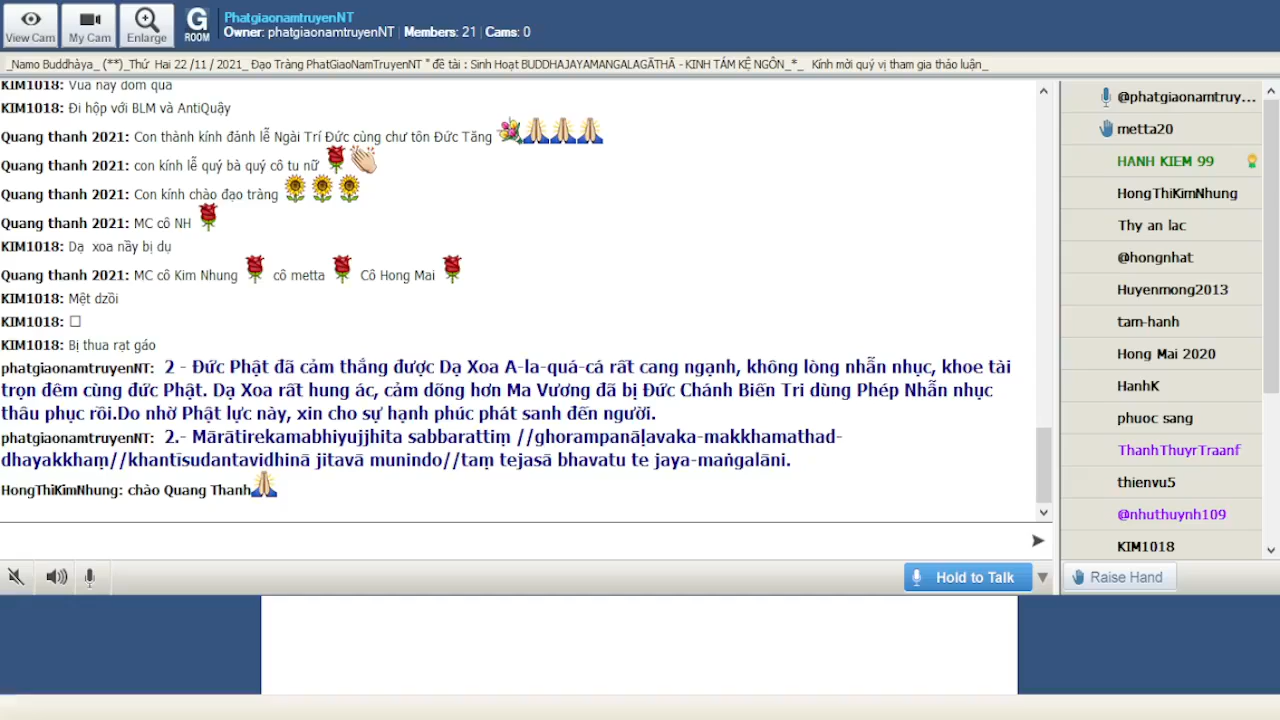 View Cam
My Cam
Enlarge
G
ROOM
PhatgiaonamtruyenNT
Owner: phatgiaonamtruyenNT | Members: 21 | Cams: 0
_Namo Buddhàya_ (**)_Thứ Hai 22 /11 / 2021_ Đạo Tràng PhatGiaoNamTruyenNT " đề tài : Sinh Hoạt BUDDHAJAYAMANGALAGĀTHĀ - KINH TÁM KỆ NGÔN_*_ Kính mời quý vị tham gia thảo luận_
KIM1018: Vua nay dom qua
KIM1018: Đi hộp với BLM và AntiQuậy
Quang thanh 2021: Con thành kính đảnh lễ Ngài Trí Đức cùng chư tôn Đức Tăng
Quang thanh 2021: con kính lễ quý bà quý cô tu nữ
Quang thanh 2021: Con kính chào đạo tràng
Quang thanh 2021: MC cô NH
KIM1018: Dạ xoa nầy bị dụ
Quang thanh 2021: MC cô Kim Nhung cô metta Cô Hong Mai
KIM1018: Mệt dzồi
KIM1018: □
KIM1018: Bị thua rạt gáo
phatgiaonamtruyenNT: 2 - Đức Phật đã cảm thắng được Dạ Xoa A-la-quá-cá rất cang ngạnh, không lòng nhẫn nhục, khoe tài
trọn đêm cùng đức Phật. Dạ Xoa rất hung ác, cảm dõng hơn Ma Vương đã bị Đức Chánh Biến Tri dùng Phép Nhẫn nhục
thâu phục rồi.Do nhờ Phật lực này, xin cho sự hạnh phúc phát sanh đến người.
phatgiaonamtruyenNT: 2.- Mārātirekamabhiyujjhita sabbarattiṃ //ghorampanāḷavaka-makkhamathad-
dhayakkhaṃ//khantīsudantavidhinā jitavā munindo//taṃ tejasā bhavatu te jaya-maṅgalāni.
HongThiKimNhung: chào Quang Thanh
Hold to Talk
@phatgiaonamtruy...
metta20
HANH KIEM 99
HongThiKimNhung
Thy an lac
@hongnhat
Huyenmong2013
tam-hanh
Hong Mai 2020
HanhK
phuoc sang
ThanhThuyrTraanf
thienvu5
@nhuthuynh109
KIM1018
Raise Hand